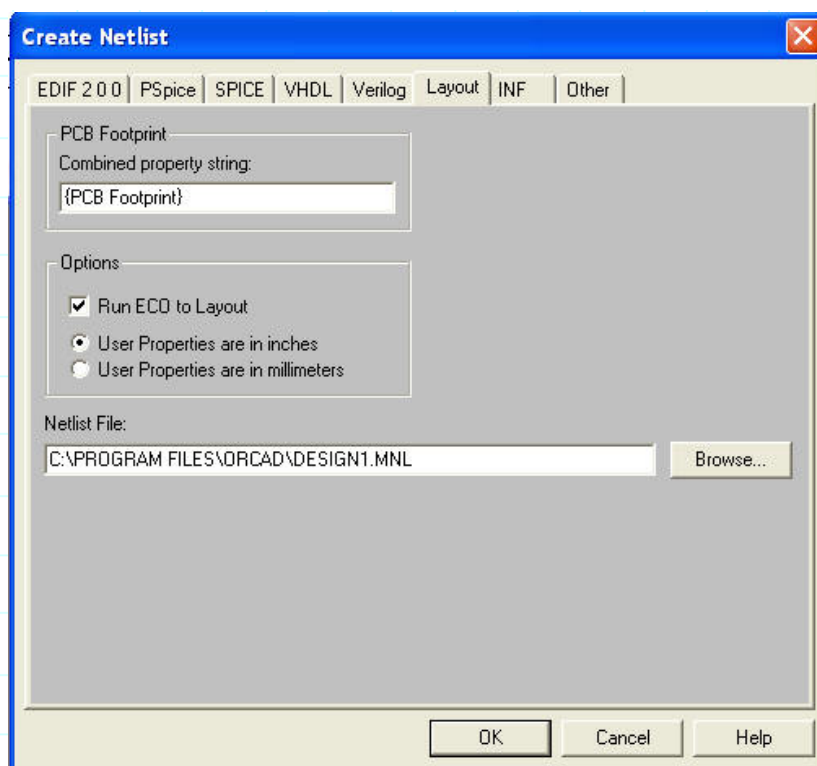 Create Netlist
EDIF 2 0 0 PSpice SPICE VHDL Verilog Layout INF Other
PCB Footprint
Combined property string:
{PCB Footprint}
Options
Run ECO to Layout
User Properties are in inches
User Properties are in millimeters
Netlist File:
C:\PROGRAM FILES\ORCAD\DESIGN1.MNL Browse...
OK Cancel Help